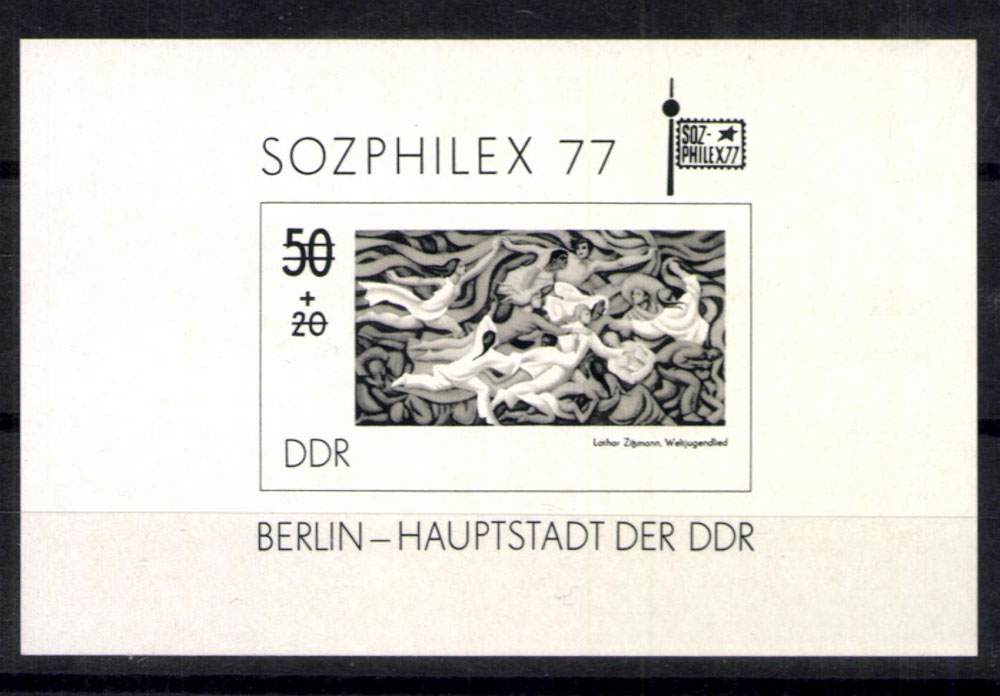 SOZPHILEX 77
SOZ-
PHILEX77
50
+
20
DDR
Lothar Zitzmann, Weltjugendlied
BERLIN – HAUPTSTADT DER DDR